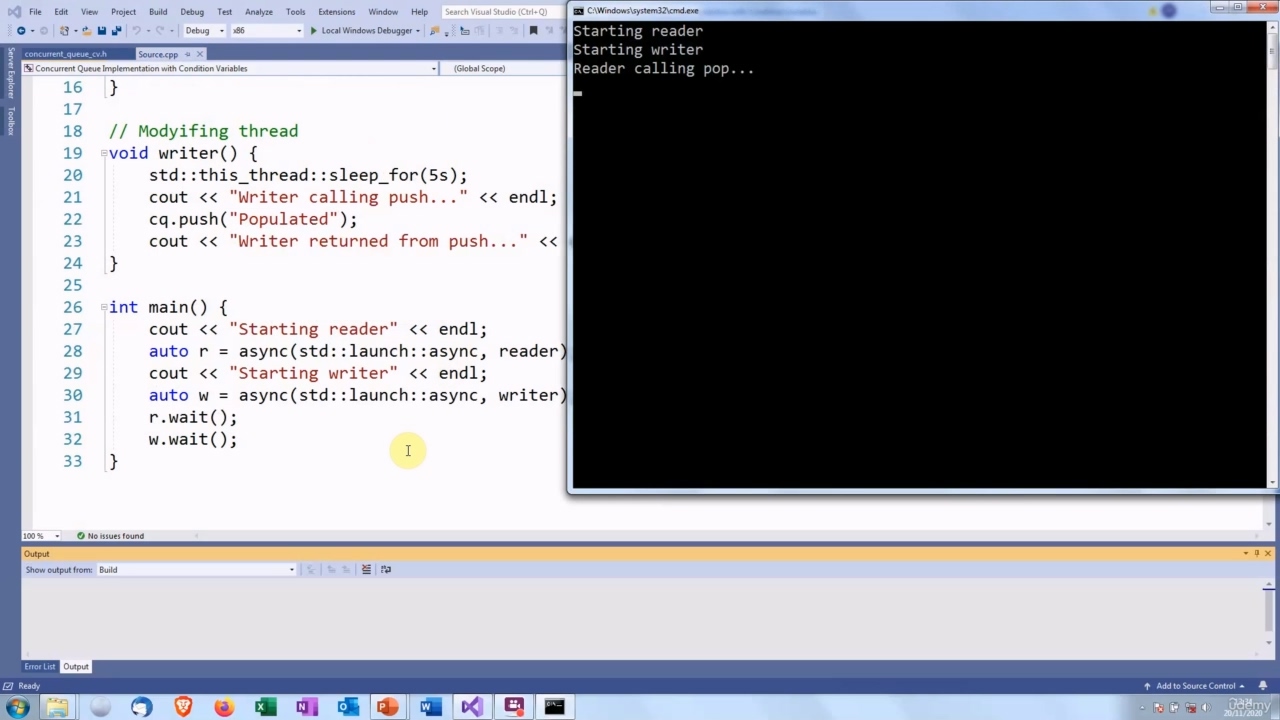 File Edit View Project Build Debug Test Analyze Tools Extensions Window Help Search Visual Studio (Ctrl+Q)
C:\Windows\system32\cmd.exe
Debug x86 Local Windows Debugger
Server Explorer
Toolbox
concurrent_queue_cv.h Source.cpp
Concurrent Queue Implementation with Condition Variables (Global Scope)
16 }
17
18 // Modyifing thread
19 void writer() {
20 std::this_thread::sleep_for(5s);
21 cout << "Writer calling push..." << endl;
22 cq.push("Populated");
23 cout << "Writer returned from push..." <<
24 }
25
26 int main() {
27 cout << "Starting reader" << endl;
28 auto r = async(std::launch::async, reader)
29 cout << "Starting writer" << endl;
30 auto w = async(std::launch::async, writer)
31 r.wait();
32 w.wait();
33 }
Starting reader
Starting writer
Reader calling pop...
100 % No issues found
Output
Show output from: Build
Error List Output
Ready Add to Source Control
udemy
20/11/2020